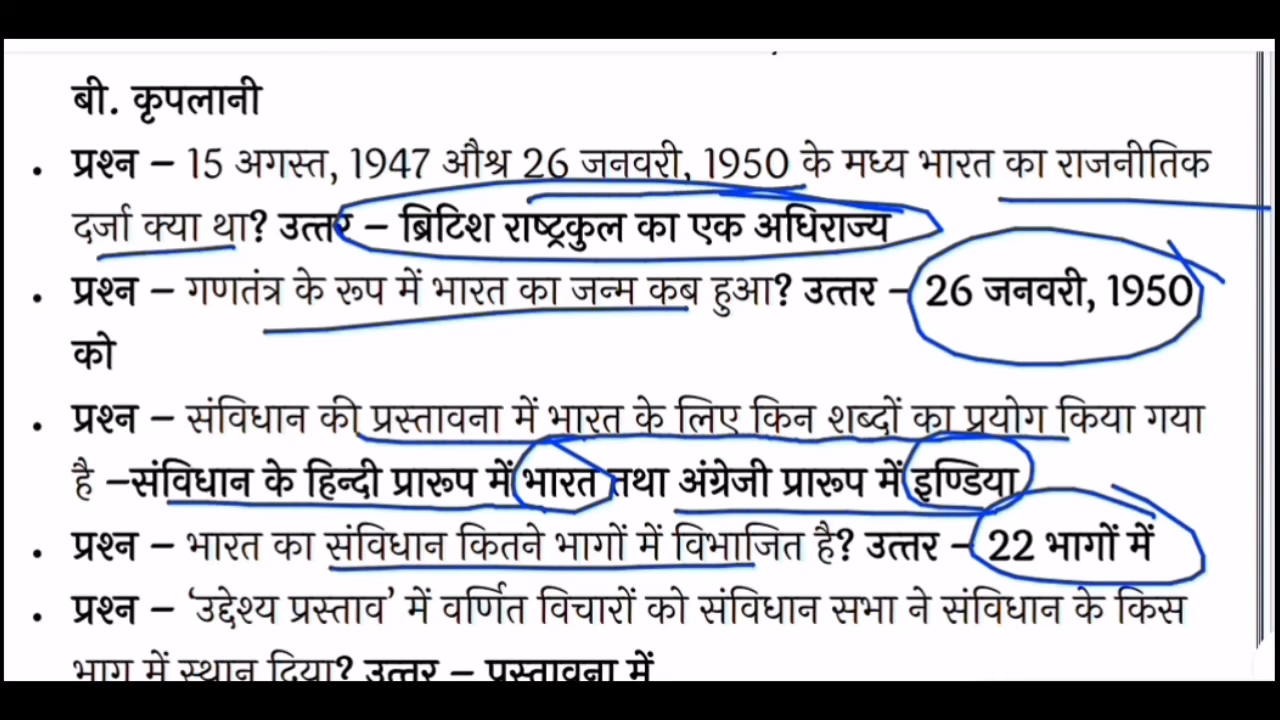 बी. कृपलानी
• प्रश्न – 15 अगस्त, 1947 औश्र 26 जनवरी, 1950 के मध्य भारत का राजनीतिक
दर्जा क्या था? उत्तर – ब्रिटिश राष्ट्रकुल का एक अधिराज्य
• प्रश्न – गणतंत्र के रूप में भारत का जन्म कब हुआ? उत्तर – 26 जनवरी, 1950
को
• प्रश्न – संविधान की प्रस्तावना में भारत के लिए किन शब्दों का प्रयोग किया गया
है –संविधान के हिन्दी प्रारूप में भारत तथा अंग्रेजी प्रारूप में इण्डिया
• प्रश्न – भारत का संविधान कितने भागों में विभाजित है? उत्तर – 22 भागों में
• प्रश्न – ‘उद्देश्य प्रस्ताव’ में वर्णित विचारों को संविधान सभा ने संविधान के किस
भाग में स्थान दिया? उत्तर – प्रस्तावना में